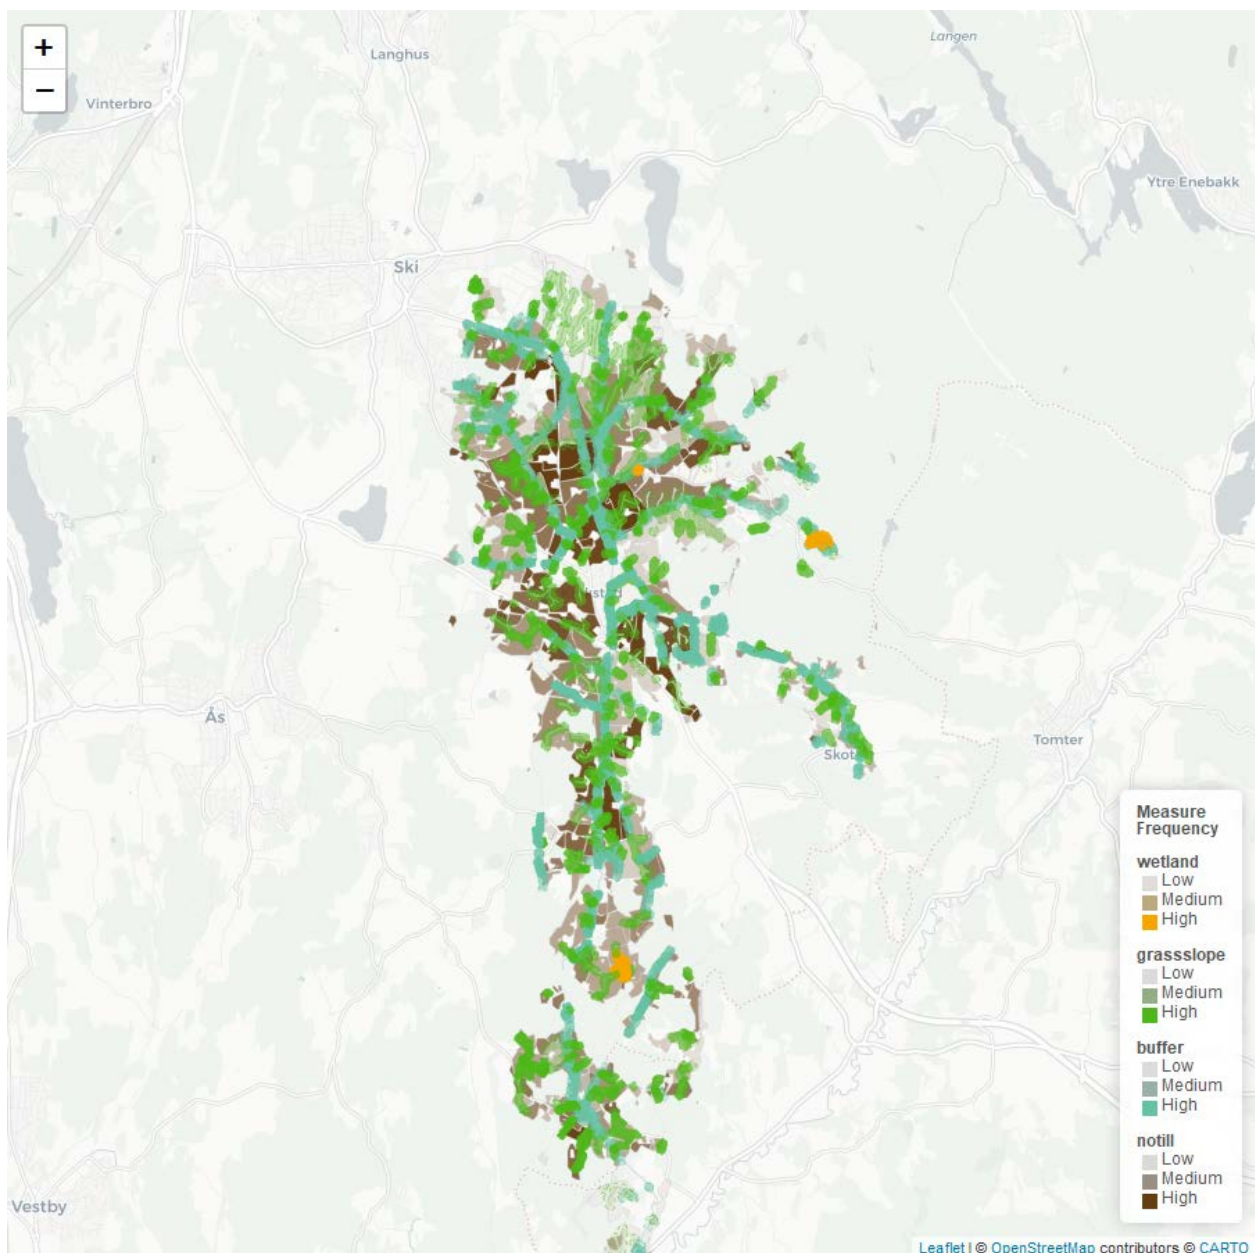 +
−
Langen
Langhus
Vinterbro
Ytre Enebakk
Ski
Ås
Tomter
Skot
Measure
Frequency
wetland
Low
Medium
High
grassslope
Low
Medium
High
buffer
Low
Medium
High
notill
Low
Medium
High
Vestby
Leaflet | © OpenStreetMap contributors © CARTO